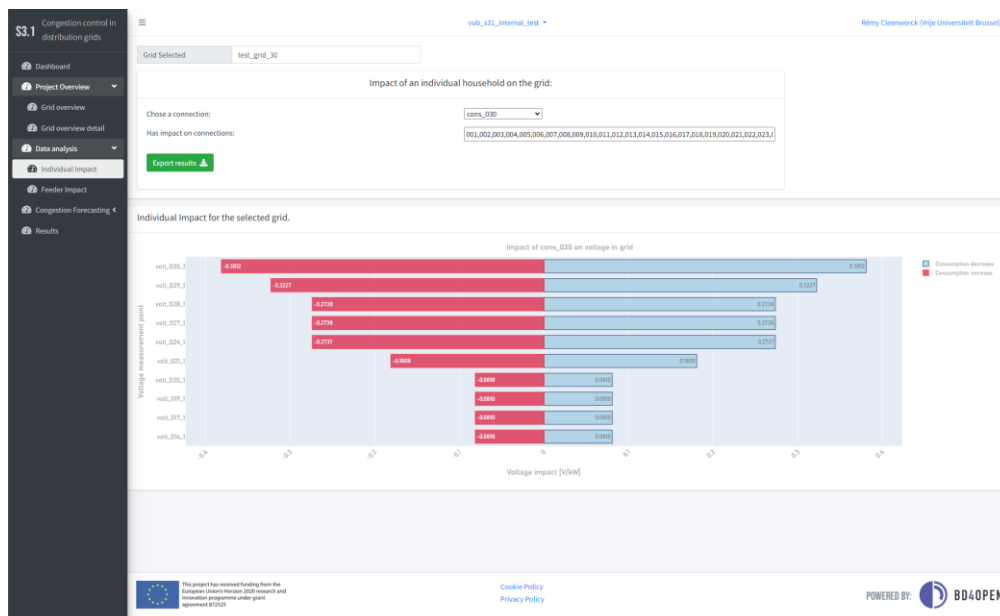 S3.1
Congestion control in
distribution grids
vub_s31_internal_test
Rémy Cleenwerck (Vrije Universiteit Brussel)
Dashboard
Project Overview
Grid overview
Grid overview detail
Data analysis
Individual Impact
Feeder Impact
Congestion Forecasting
Results
Grid Selected
test_grid_30
Impact of an individual household on the grid:
Chose a connection:
cons_030
Has impact on connections:
001,002,003,004,005,006,007,008,009,010,011,012,013,014,015,016,017,018,019,020,021,022,023,
Export results
Individual Impact for the selected grid.
Impact of cons_030 on voltage in grid
Consumption decrease
Consumption increase
Voltage measurement point
volt_030_1 -0.3812 0.3812
volt_029_1 -0.3227 0.3227
volt_028_1 -0.2738 0.2738
volt_027_1 -0.2738 0.2738
volt_024_1 -0.2737 0.2737
volt_021_1
volt_020_1 -0.0810 0.0810
volt_019_1 -0.0810 0.0810
volt_017_1 -0.0810 0.0810
volt_016_1 -0.0810 0.0810
-0.4 -0.3 -0.2 -0.1 0 0.1 0.2 0.3 0.4
Voltage impact [V/kW]
This project has received funding from the
European Union's Horizon 2020 research and
innovation programme under grant
agreement 872525
Cookie Policy
Privacy Policy
POWERED BY:
BD4OPEN